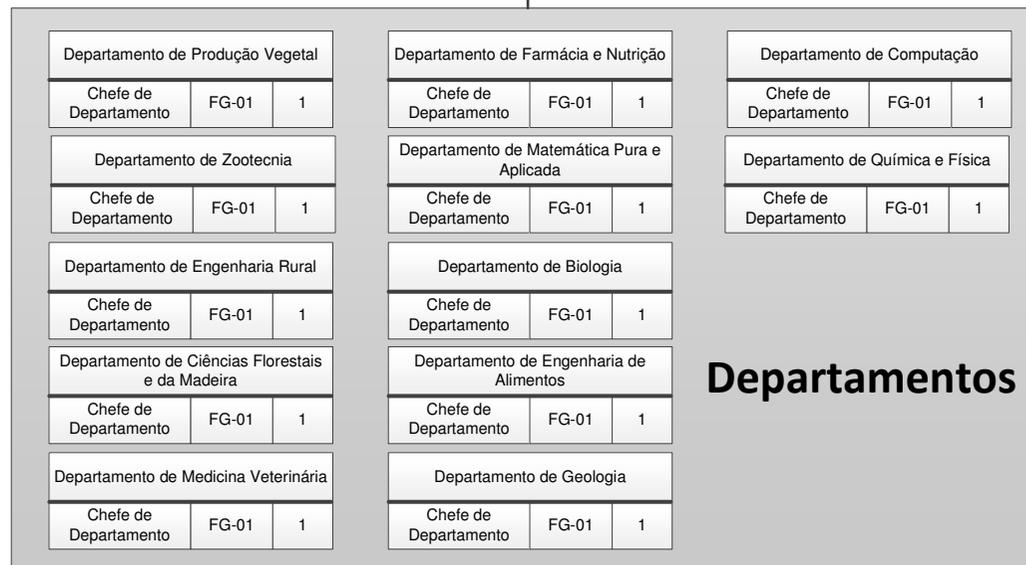 Departamento de Produção Vegetal
Chefe de
Departamento
FG-01
1
Departamento de Zootecnia
Chefe de
Departamento
FG-01
1
Departamento de Engenharia Rural
Chefe de
Departamento
FG-01
1
Departamento de Ciências Florestais
e da Madeira
Chefe de
Departamento
FG-01
1
Departamento de Medicina Veterinária
Chefe de
Departamento
FG-01
1
Departamento de Farmácia e Nutrição
Chefe de
Departamento
FG-01
1
Departamento de Matemática Pura e
Aplicada
Chefe de
Departamento
FG-01
1
Departamento de Biologia
Chefe de
Departamento
FG-01
1
Departamento de Engenharia de
Alimentos
Chefe de
Departamento
FG-01
1
Departamento de Geologia
Chefe de
Departamento
FG-01
1
Departamento de Computação
Chefe de
Departamento
FG-01
1
Departamento de Química e Física
Chefe de
Departamento
FG-01
1
Departamentos